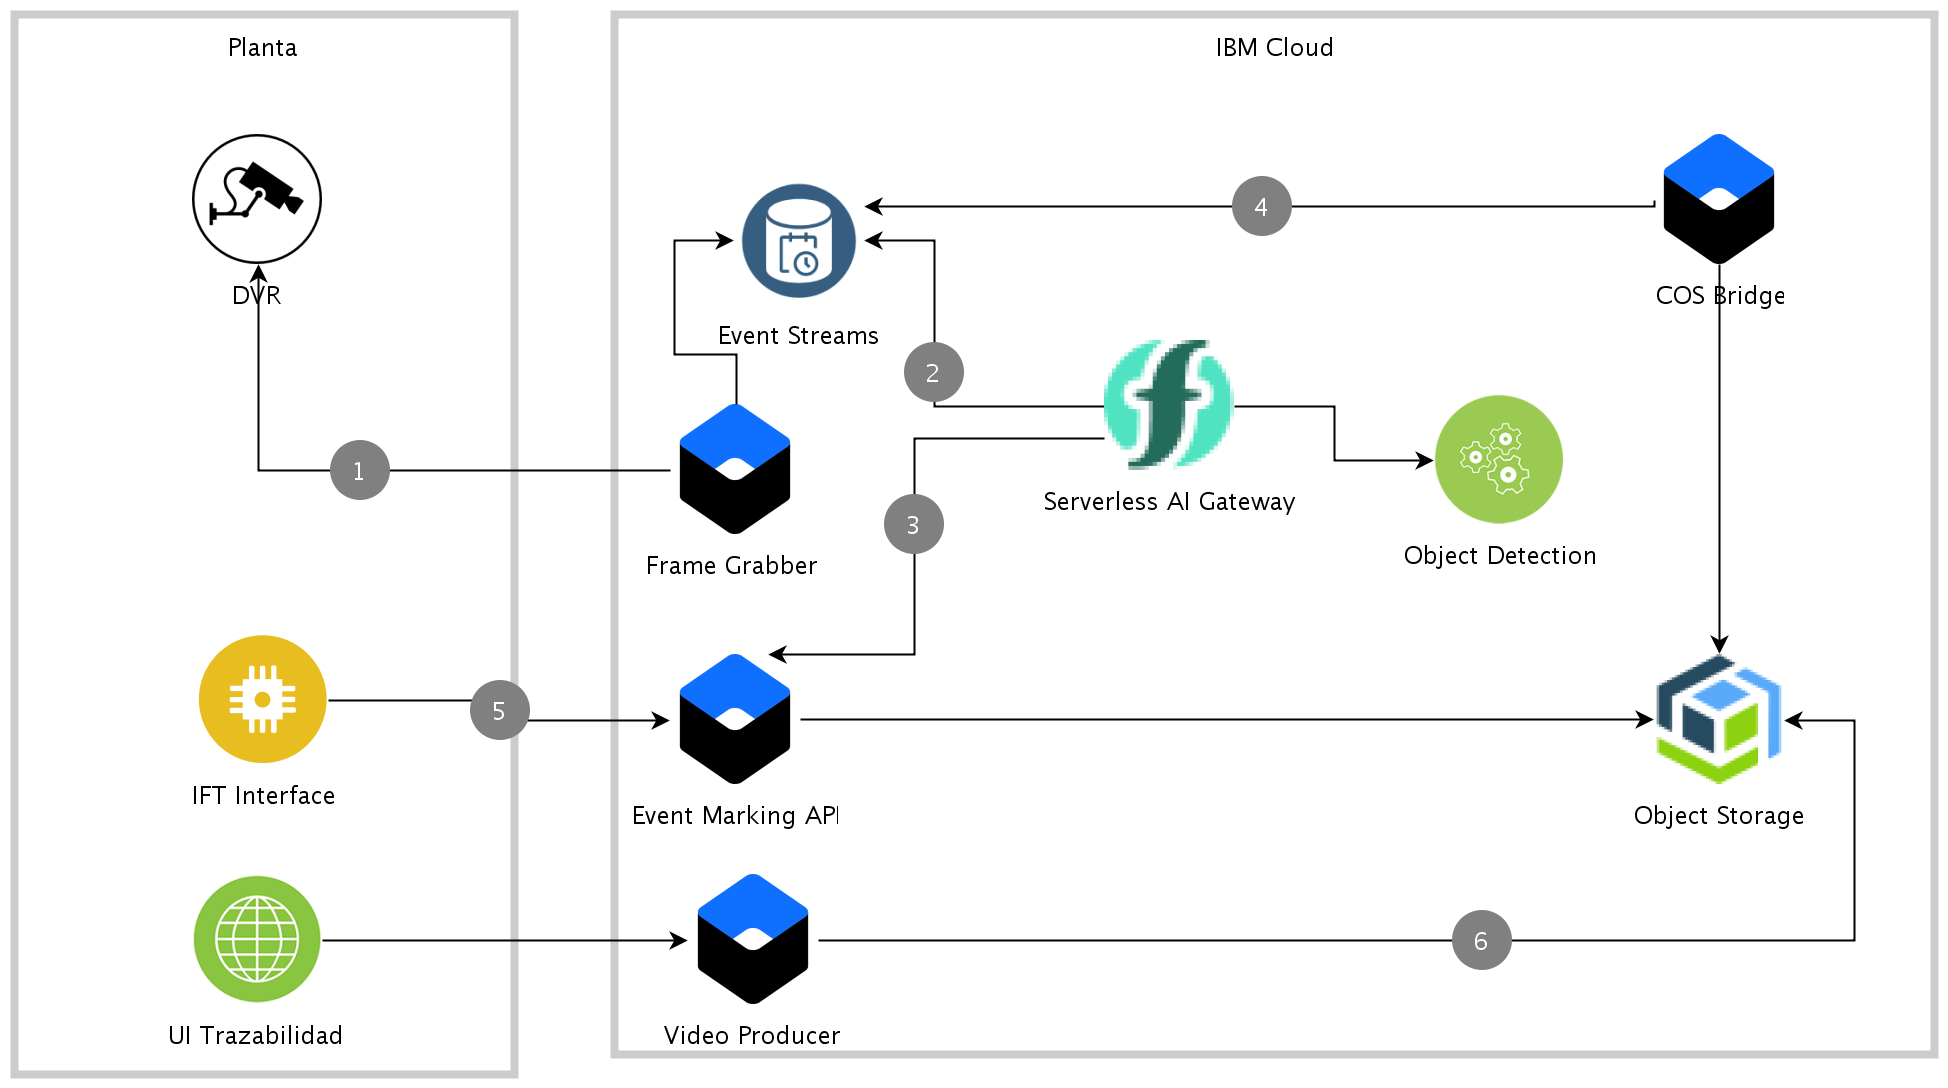 Planta
IBM Cloud
4
DVR
COS Bridge
Event Streams
2
1
Serverless AI Gateway
3
Object Detection
Frame Grabber
5
IFT Interface
Event Marking API
Object Storage
6
UI Trazabilidad
Video Producer